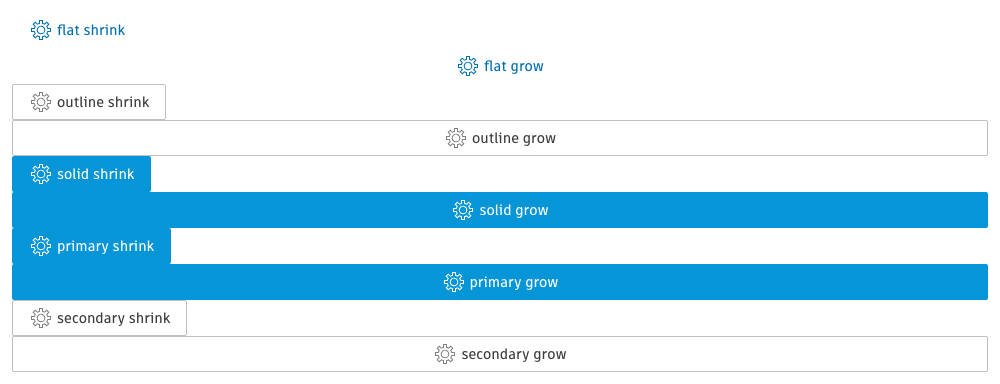 flat shrink
flat grow
outline shrink
outline grow
solid shrink
solid grow
primary shrink
primary grow
secondary shrink
secondary grow